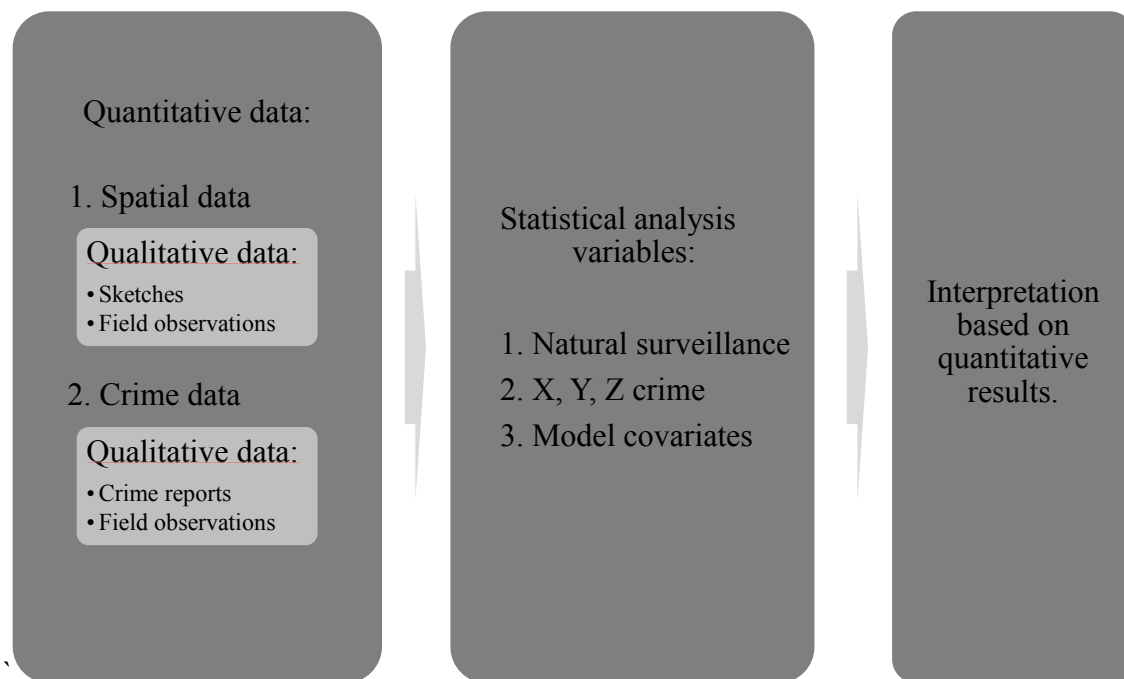 Quantitative data:
1. Spatial data
Qualitative data:
• Sketches
• Field observations
2. Crime data
Qualitative data:
• Crime reports
• Field observations
Statistical analysis
variables:
1. Natural surveillance
2. X, Y, Z crime
3. Model covariates
Interpretation
based on
quantitative
results.
`